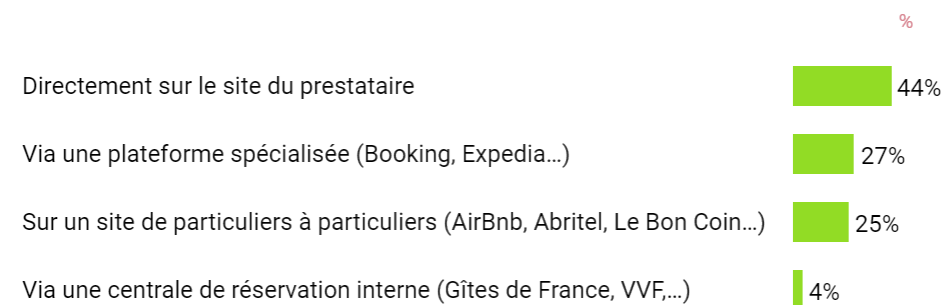 %
Directement sur le site du prestataire 44%
Via une plateforme spécialisée (Booking, Expedia…) 27%
Sur un site de particuliers à particuliers (AirBnb, Abritel, Le Bon Coin…) 25%
Via une centrale de réservation interne (Gîtes de France, VVF,…) 4%